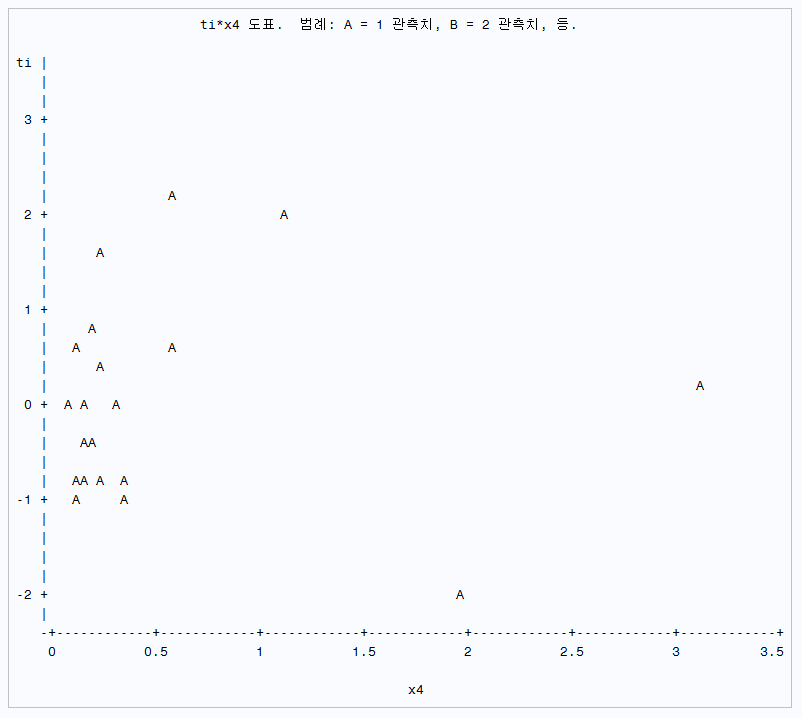 ti*x4 도표.  범례: A = 1 관측치, B = 2 관측치, 등.
ti |
|
|
3 +
|
|
|
| A
2 + A
|
| A
|
|
1 +
| A
| A A
| A
| A
0 + A A A
|
| AA
|
| AA A A
-1 + A A
|
|
|
|
-2 + A
|
-+------------+------------+------------+------------+------------+------------+------------+
0 0.5 1 1.5 2 2.5 3 3.5
x4